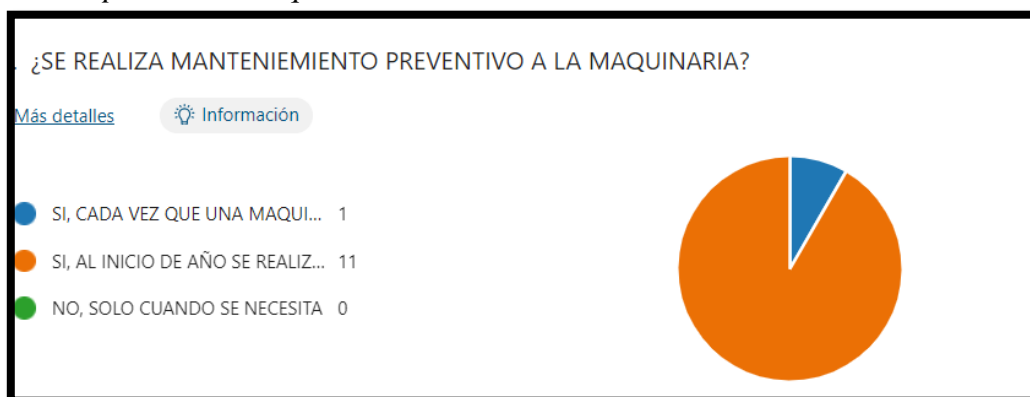 . ¿SE REALIZA MANTENIEMIENTO PREVENTIVO A LA MAQUINARIA?
Más detalles Información
SI, CADA VEZ QUE UNA MAQUI... 1
SI, AL INICIO DE AÑO SE REALIZ... 11
NO, SOLO CUANDO SE NECESITA 0